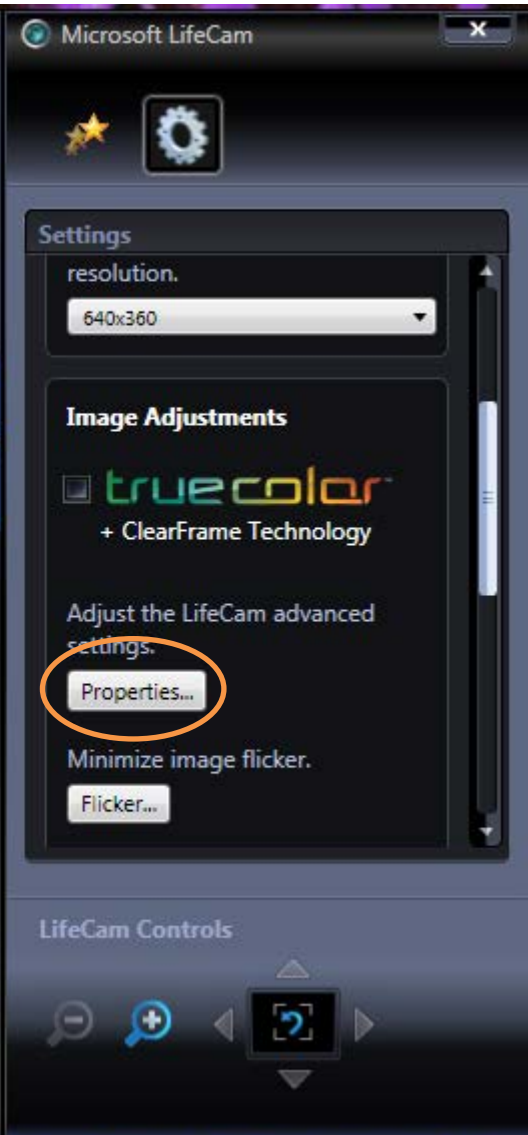 Microsoft LifeCam
Settings
resolution.
640x360
Image Adjustments
truecolor
+ ClearFrame Technology
Adjust the LifeCam advanced
settings.
Properties...
Minimize image flicker.
Flicker...
LifeCam Controls